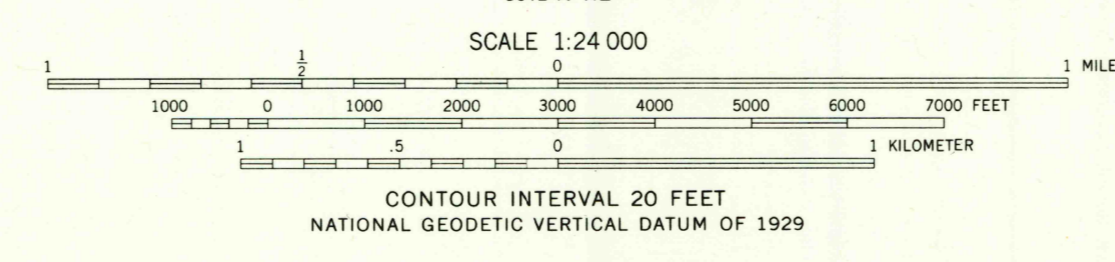 SCALE 1:24 000
1 1/2 0 1 MILE
1000 0 1000 2000 3000 4000 5000 6000 7000 FEET
1 .5 0 1 KILOMETER
CONTOUR INTERVAL 20 FEET
NATIONAL GEODETIC VERTICAL DATUM OF 1929